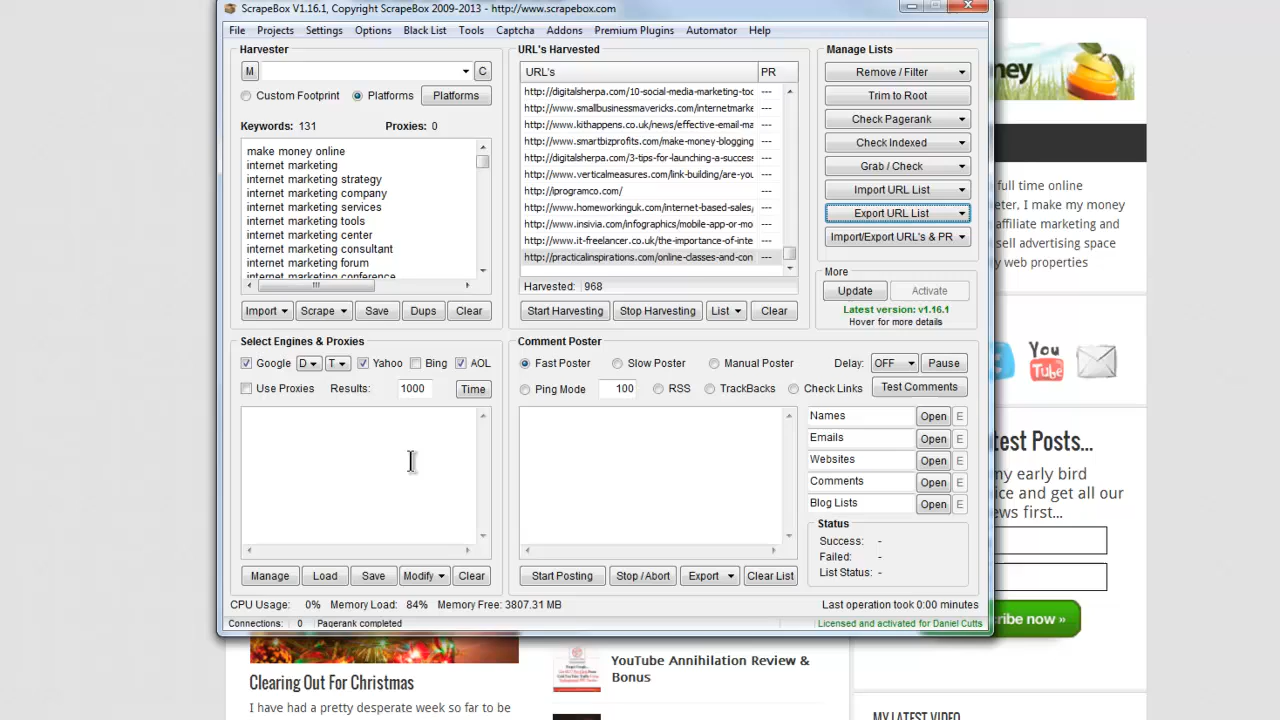 ScrapeBox V1.16.1, Copyright ScrapeBox 2009-2013 - http://www.scrapebox.com
File Projects Settings Options Black List Tools Captcha Addons Premium Plugins Automator Help
Harvester
M C
Custom Footprint Platforms Platforms
Keywords: 131 Proxies: 0
make money online
internet marketing
internet marketing strategy
internet marketing company
internet marketing services
internet marketing tools
internet marketing center
internet marketing consultant
internet marketing forum
internet marketing conference
Import Scrape Save Dups Clear
URL's Harvested
URL's PR
http://digitalsherpa.com/10-social-media-marketing-toc ---
http://www.smallbusinessmavericks.com/internetmarke ---
http://www.kithappens.co.uk/news/effective-email-ma ---
http://www.smartbizprofits.com/make-money-blogging ---
http://digitalsherpa.com/3-tips-for-launching-a-success ---
http://www.verticalmeasures.com/link-building/are-you ---
http://iprogramco.com/ ---
http://www.homeworkinguk.com/internet-based-sales, ---
http://www.insivia.com/infographics/mobile-app-or-mo ---
http://www.it-freelancer.co.uk/the-importance-of-inte ---
http://practicalinspirations.com/online-classes-and-con ---
Harvested: 968
Start Harvesting Stop Harvesting List Clear
Manage Lists
Remove / Filter
Trim to Root
Check Pagerank
Check Indexed
Grab / Check
Import URL List
Export URL List
Import/Export URL's & PR
More
Update Activate
Latest version: v1.16.1
Hover for more details
Select Engines & Proxies
Google D T Yahoo Bing AOL
Use Proxies Results: 1000 Time
Manage Load Save Modify Clear
Comment Poster
Fast Poster Slow Poster Manual Poster Delay: OFF Pause
Ping Mode 100 RSS TrackBacks Check Links Test Comments
Names Open E
Emails Open E
Websites Open E
Comments Open E
Blog Lists Open E
Status
Success: -
Failed: -
List Status: -
Start Posting Stop / Abort Export Clear List
CPU Usage: 0% Memory Load: 84% Memory Free: 3807.31 MB Last operation took 0:00 minutes
Connections: Pagerank completed Licensed and activated for Daniel Cutts
ney
full time online
eter, I make my money
affiliate marketing and
sell advertising space
y web properties
You
Tube
test Posts...
my early bird
ice and get all our
news first...
cribe now »
Clearing Out For Christmas
I have had a pretty desperate week so far to be
YouTube Annihilation Review &
Bonus
MY LATEST VIDEO